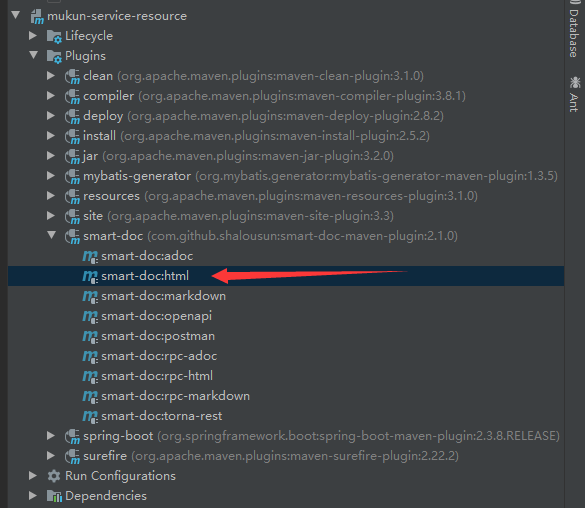 mukun-service-resource
Lifecycle
Plugins
clean (org.apache.maven.plugins:maven-clean-plugin:3.1.0)
compiler (org.apache.maven.plugins:maven-compiler-plugin:3.8.1)
deploy (org.apache.maven.plugins:maven-deploy-plugin:2.8.2)
install (org.apache.maven.plugins:maven-install-plugin:2.5.2)
jar (org.apache.maven.plugins:maven-jar-plugin:3.2.0)
mybatis-generator (org.mybatis.generator:mybatis-generator-maven-plugin:1.3.5)
resources (org.apache.maven.plugins:maven-resources-plugin:3.1.0)
site (org.apache.maven.plugins:maven-site-plugin:3.3)
smart-doc (com.github.shalousun:smart-doc-maven-plugin:2.1.0)
smart-doc:adoc
smart-doc:html
smart-doc:markdown
smart-doc:openapi
smart-doc:postman
smart-doc:rpc-adoc
smart-doc:rpc-html
smart-doc:rpc-markdown
smart-doc:torna-rest
spring-boot (org.springframework.boot:spring-boot-maven-plugin:2.3.8.RELEASE)
surefire (org.apache.maven.plugins:maven-surefire-plugin:2.22.2)
Run Configurations
Dependencies
Database
Ant